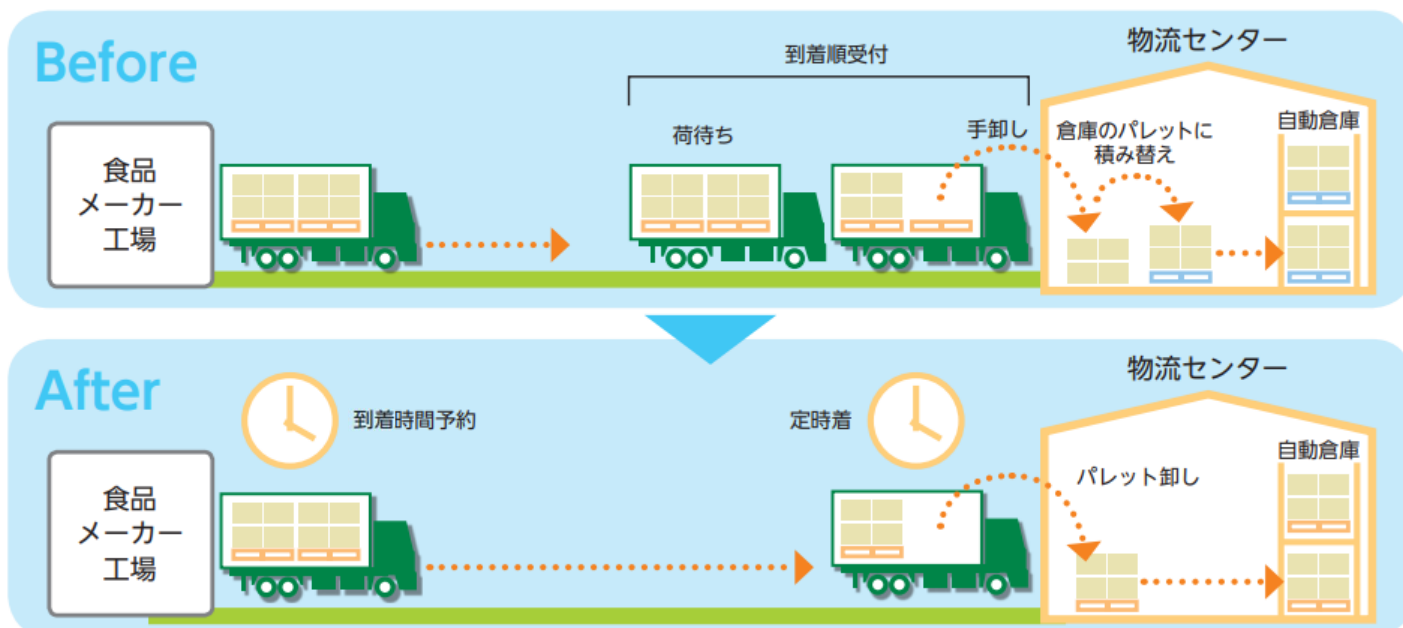 Before
到着順受付
物流センター
食品
メーカー
工場
荷待ち
手卸し
倉庫のパレットに
積み替え
自動倉庫
After
到着時間予約
定時着
物流センター
食品
メーカー
工場
パレット卸し
自動倉庫